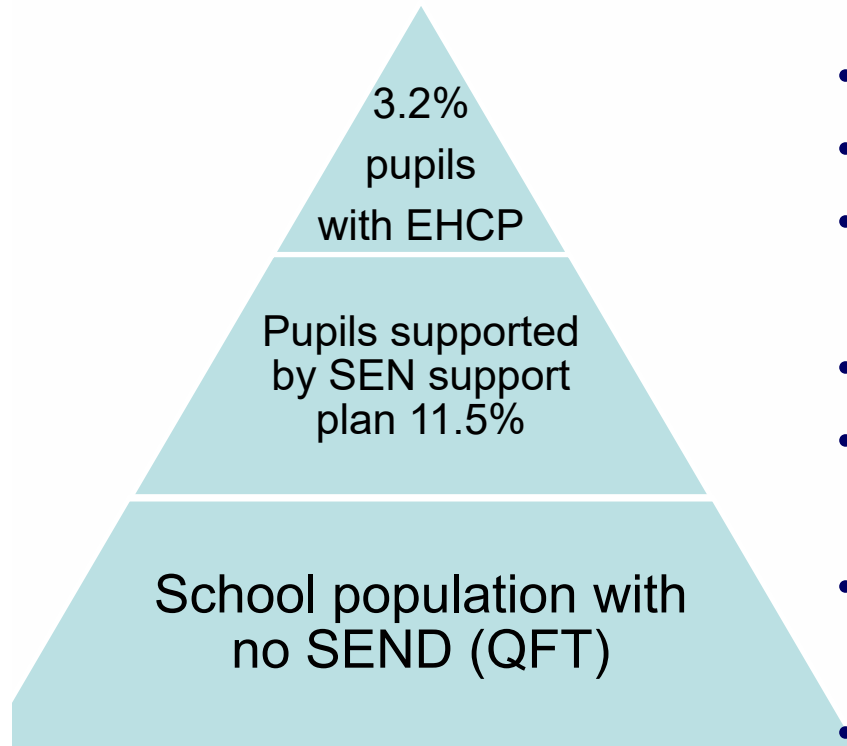 3.2%
pupils
with EHCP
Pupils supported
by SEN support
plan 11.5%
School population with
no SEND (QFT)